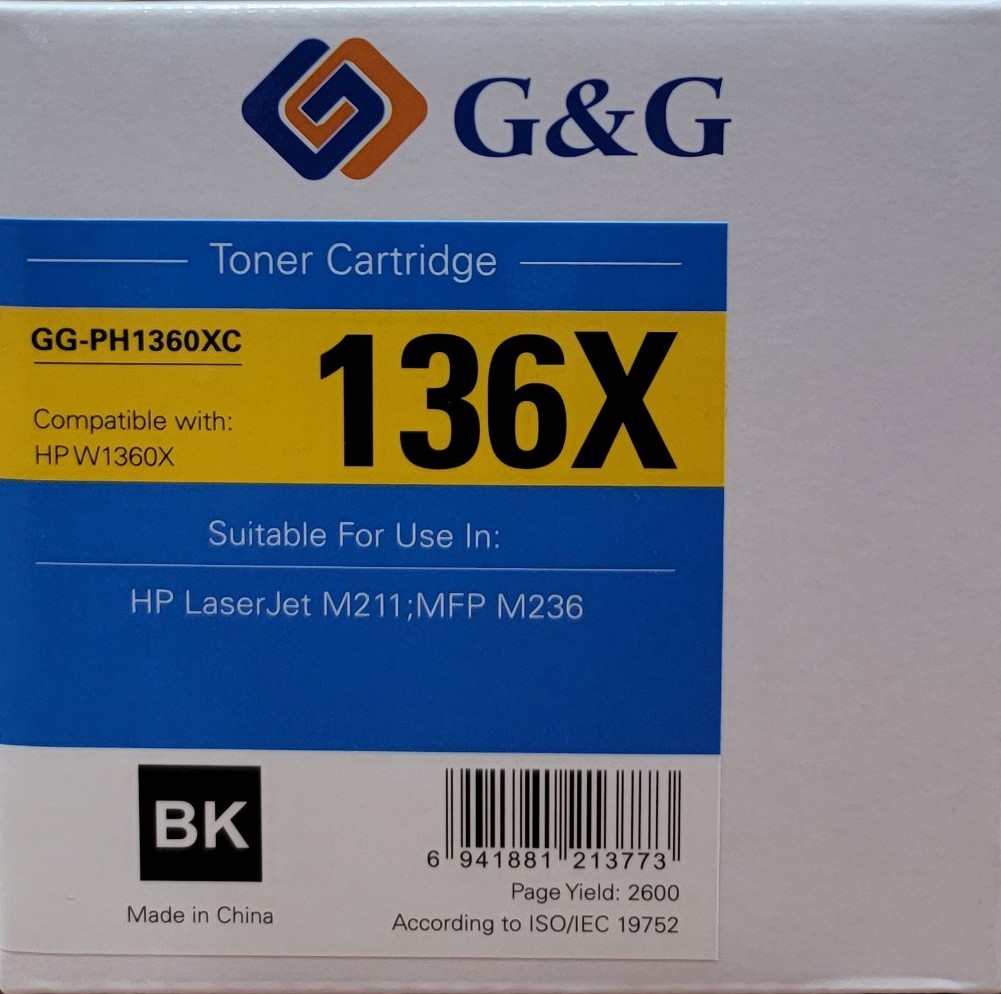 G&G
Toner Cartridge
GG-PH1360XC
136X
Compatible with:
HP W1360X
Suitable For Use In:
HP LaserJet M211;MFP M236
BK
6 941881 213773
Made in China
Page Yield: 2600
According to ISO/IEC 19752